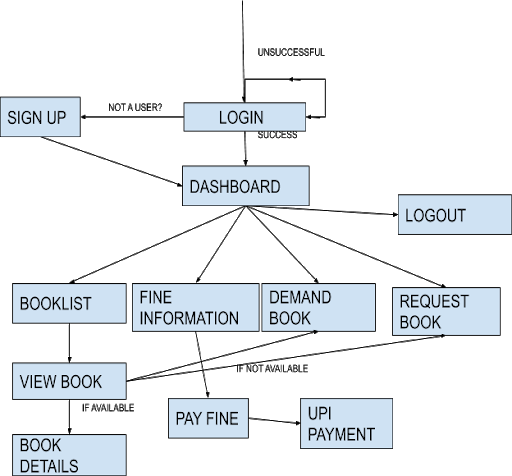 UNSUCCESSFUL
NOT A USER?
SIGN UP
LOGIN
SUCCESS
DASHBOARD
LOGOUT
BOOKLIST
FINE
INFORMATION
DEMAND
BOOK
REQUEST
BOOK
VIEW BOOK
IF NOT AVAILABLE
IF AVAILABLE
PAY FINE
UPI
PAYMENT
BOOK
DETAILS